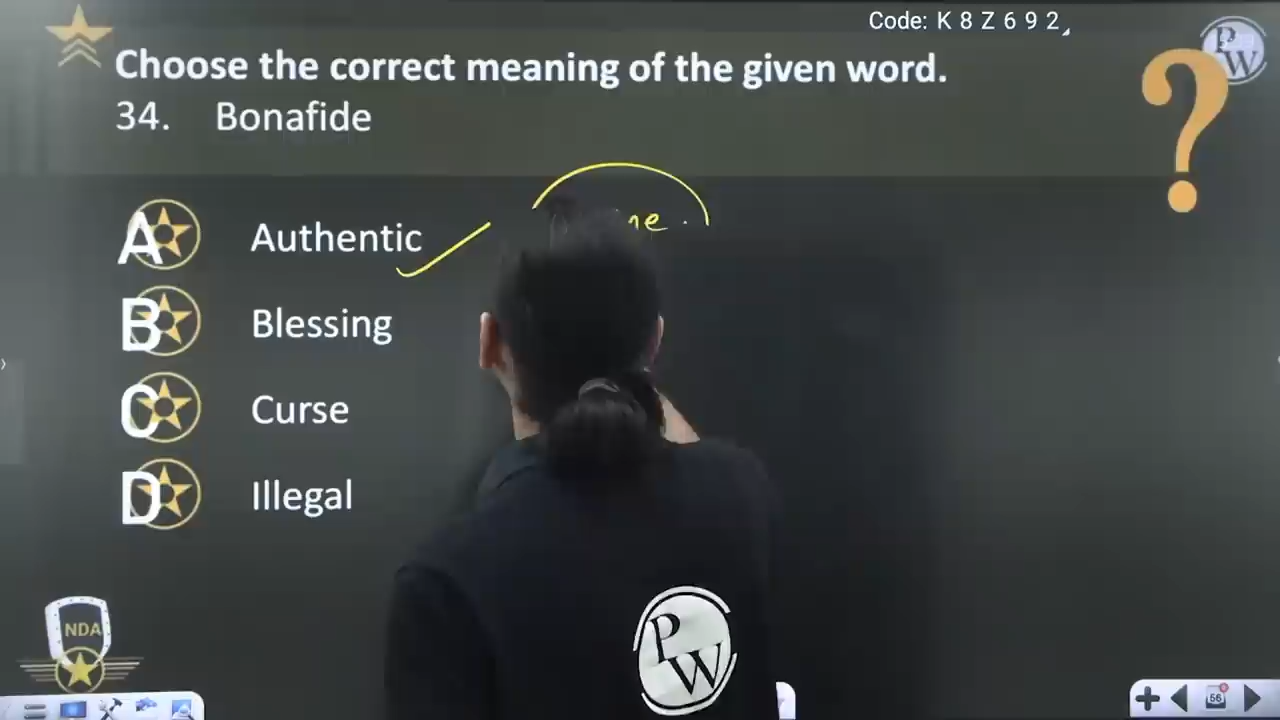 Code: K 8 Z 6 9 2
Choose the correct meaning of the given word.
34. Bonafide
A Authentic
B Blessing
C Curse
D Illegal
NDA
PW
PW
56